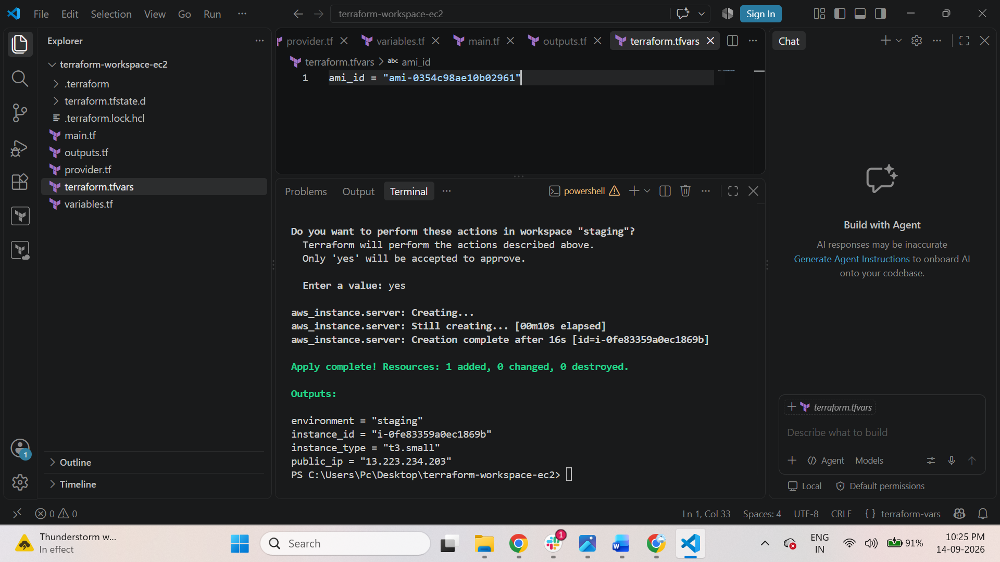 File Edit Selection View Go Run ···
terraform-workspace-ec2
Sign In
Explorer
terraform-workspace-ec2
.terraform
terraform.tfstate.d
.terraform.lock.hcl
main.tf
outputs.tf
provider.tf
terraform.tfvars
variables.tf
Outline
Timeline
1
provider.tf variables.tf main.tf outputs.tf terraform.tfvars
terraform.tfvars > abc ami_id
1 ami_id = "ami-0354c98ae10b02961"
Problems Output Terminal ···
powershell
Do you want to perform these actions in workspace "staging"?
Terraform will perform the actions described above.
Only 'yes' will be accepted to approve.
Enter a value: yes
aws_instance.server: Creating...
aws_instance.server: Still creating... [00m10s elapsed]
aws_instance.server: Creation complete after 16s [id=i-0fe83359a0ec1869b]
Apply complete! Resources: 1 added, 0 changed, 0 destroyed.
Outputs:
environment = "staging"
instance_id = "i-0fe83359a0ec1869b"
instance_type = "t3.small"
public_ip = "13.223.234.203"
PS C:\Users\Pc\Desktop\terraform-workspace-ec2>
Chat
Build with Agent
AI responses may be inaccurate
Generate Agent Instructions to onboard AI
onto your codebase.
terraform.tfvars
Describe what to build
Agent Models
Local Default permissions
0 0
Ln 1, Col 33 Spaces: 4 UTF-8 CRLF { } terraform-vars
Thunderstorm w...
In effect
Search
1
ENG
IN
91%
10:25 PM
14-09-2026